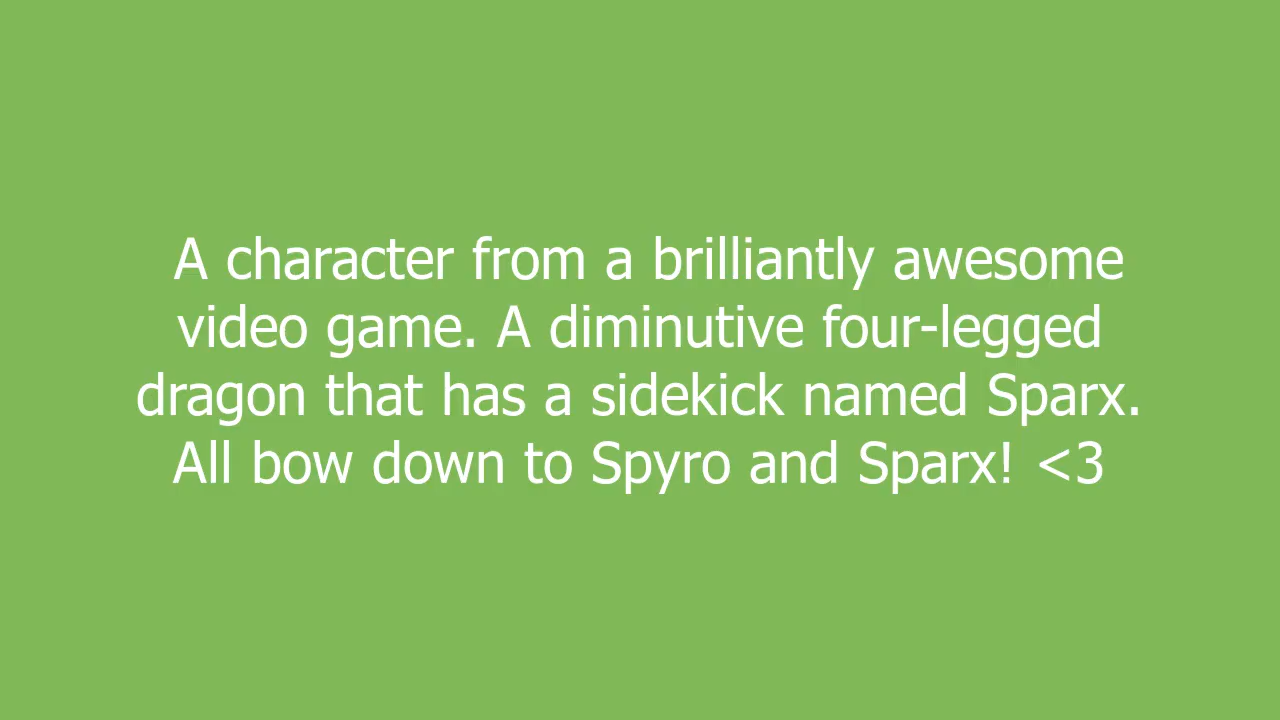 A character from a brilliantly awesome
video game. A diminutive four-legged
dragon that has a sidekick named Sparx.
All bow down to Spyro and Sparx! <3